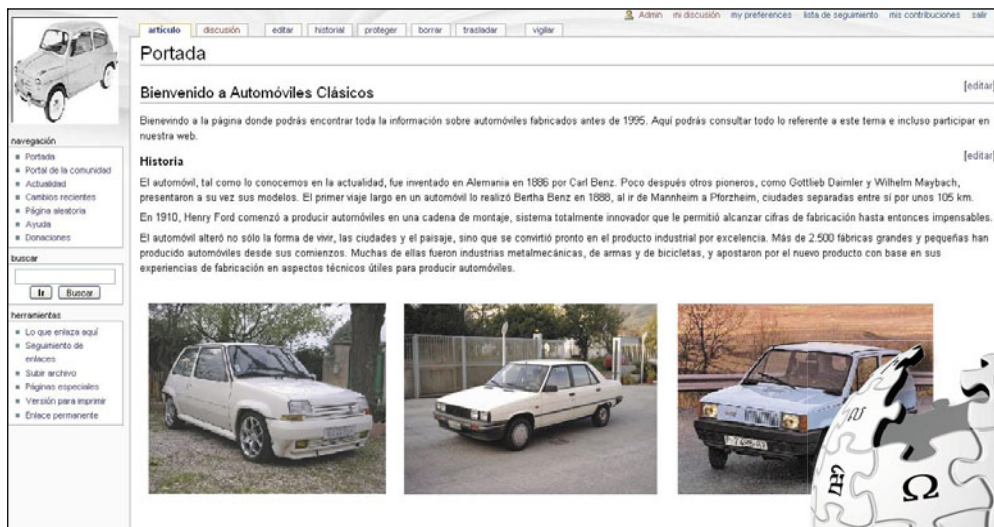 Admin mi discusión my preferences lista de seguimiento mis contribuciones salir
artículo discusión editar historial proteger borrar trasladar vigilar
Portada
Bienvenido a Automóviles Clásicos [editar]
Bienevindo a la página donde podrás encontrar toda la información sobre automóviles fabricados antes de 1995. Aquí podrás consultar todo lo referente a este tema e incluso participar en
nuestra web.
Historia [editar]
El automóvil, tal como lo conocemos en la actualidad, fue inventado en Alemania en 1886 por Carl Benz. Poco después otros pioneros, como Gottlieb Daimler y Wilhelm Maybach,
presentaron a su vez sus modelos. El primer viaje largo en un automóvil lo realizó Bertha Benz en 1888, al ir de Mannheim a Pforzheim, ciudades separadas entre sí por unos 105 km.
En 1910, Henry Ford comenzó a producir automóviles en una cadena de montaje, sistema totalmente innovador que le permitió alcanzar cifras de fabricación hasta entonces impensables.
El automóvil alteró no sólo la forma de vivir, las ciudades y el paisaje, sino que se convirtió pronto en el producto industrial por excelencia. Más de 2.500 fábricas grandes y pequeñas han
producido automóviles desde sus comienzos. Muchas de ellas fueron industrias metalmecánicas, de armas y de bicicletas, y apostaron por el nuevo producto con base en sus
experiencias de fabricación en aspectos técnicos útiles para producir automóviles.
navegación
Portada
Portal de la comunidad
Actualidad
Cambios recientes
Página aleatoria
Ayuda
Donaciones
buscar
Ir Buscar
herramientas
Lo que enlaza aquí
Seguimiento de
enlaces
Subir archivo
Páginas especiales
Versión para imprimir
Enlace permanente
Ω